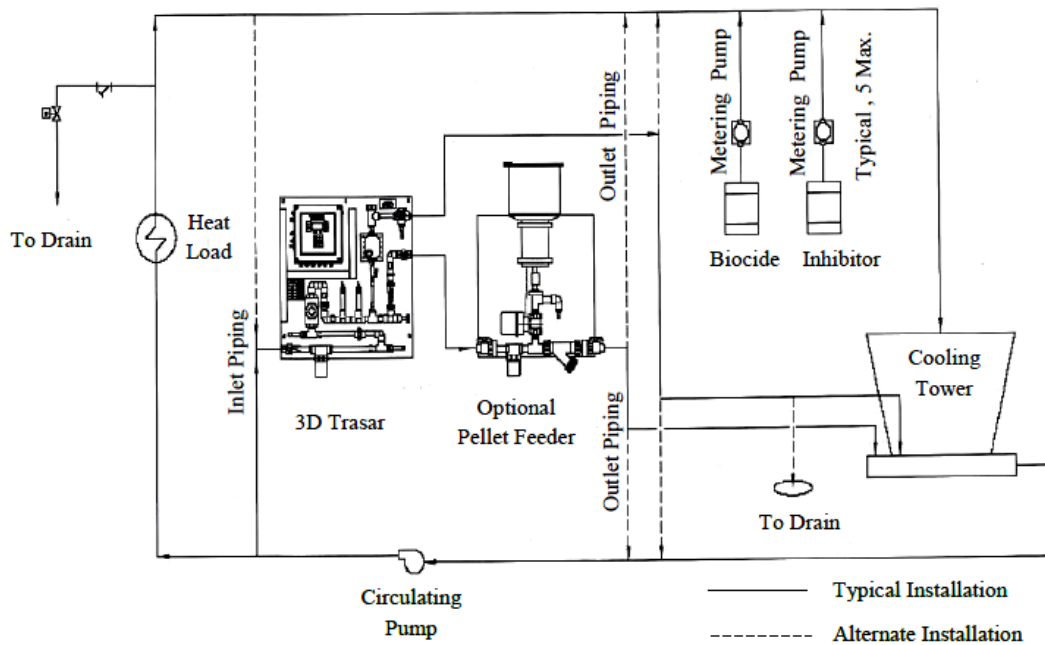 To Drain
Heat
Load
Inlet Piping
3D Trasar
Optional
Pellet Feeder
Outlet Piping
Outlet Piping
Metering Pump
Metering Pump
Typical , 5 Max.
Biocide
Inhibitor
Cooling
Tower
To Drain
Circulating
Pump
Typical Installation
Alternate Installation